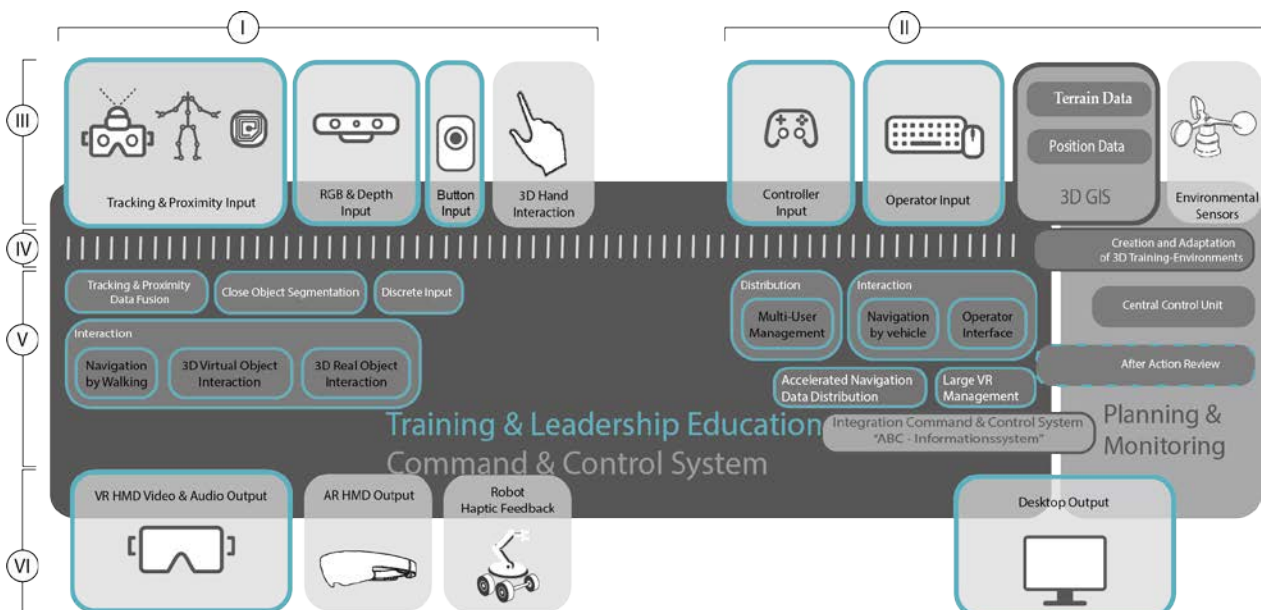 I
II
III
Tracking & Proximity Input
RGB & Depth
Input
Button
Input
3D Hand
Interaction
Controller
Input
Operator Input
Terrain Data
Position Data
3D GIS
Environmental
Sensors
IV
Creation and Adaptation
of 3D Training-Environments
V
Tracking & Proximity
Data Fusion
Close Object Segmentation
Discrete Input
Interaction
Navigation
by Walking
3D Virtual Object
Interaction
3D Real Object
Interaction
Distribution
Multi-User
Management
Interaction
Navigation
by vehicle
Operator
Interface
Central Control Unit
After Action Review
Accelerated Navigation
Data Distribution
Large VR
Management
Training & Leadership Education
Command & Control System
Integration Command & Control System
"ABC - Informationssystem"
Planning &
Monitoring
VI
VR HMD Video & Audio Output
AR HMD Output
Robot
Haptic Feedback
Desktop Output